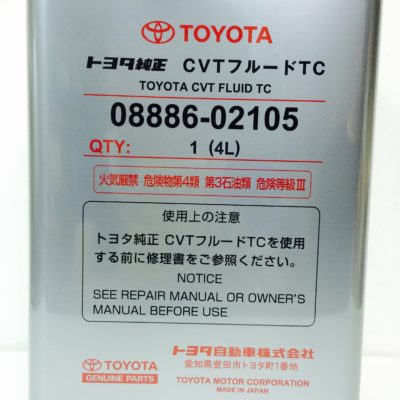 TOYOTA
トヨタ純正 CVTフルードTC
TOYOTA CVT FLUID TC
08886-02105
QTY: 1 (4L)
火気厳禁 危険物第4類 第3石油類 危険等級Ⅲ
使用上の注意
トヨタ純正 CVTフルードTCを使用
する前に修理書をご参照ください。
NOTICE
SEE REPAIR MANUAL OR OWNER'S
MANUAL BEFORE USE
TOYOTA
GENUINE PARTS
トヨタ自動車株式会社
愛知県豊田市トヨタ町1番地
TOYOTA MOTOR CORPORATION
MADE IN JAPAN